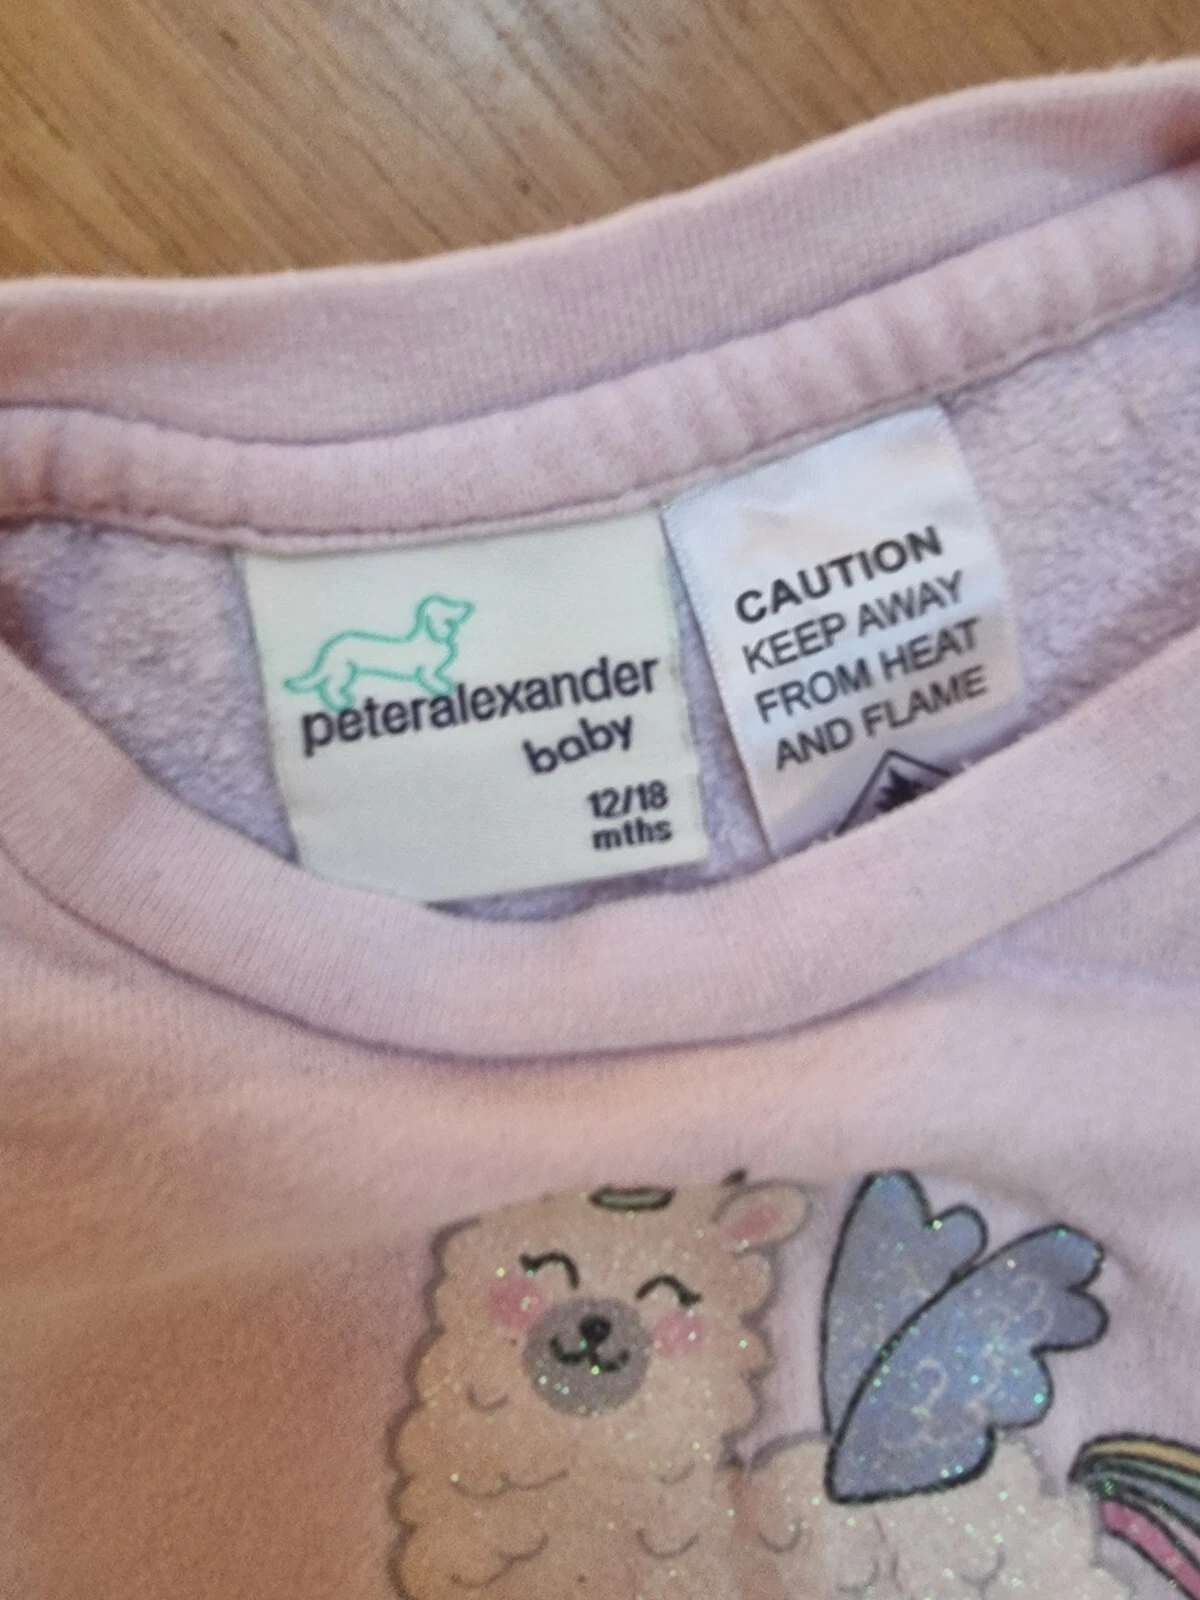 peteralexander
baby
12/18
mths
CAUTION
KEEP AWAY
FROM HEAT
AND FLAME